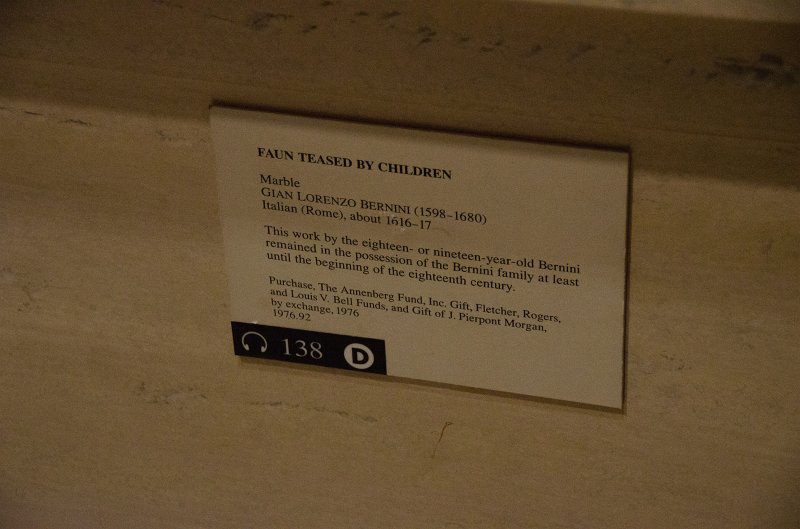 FAUN TEASED BY CHILDREN
Marble
GIAN LORENZO BERNINI (1598–1680)
Italian (Rome), about 1616–17
This work by the eighteen- or nineteen-year-old Bernini
remained in the possession of the Bernini family at least
until the beginning of the eighteenth century.
Purchase, The Annenberg Fund, Inc. Gift, Fletcher, Rogers,
and Louis V. Bell Funds, and Gift of J. Pierpont Morgan,
by exchange, 1976
1976.92
138 D